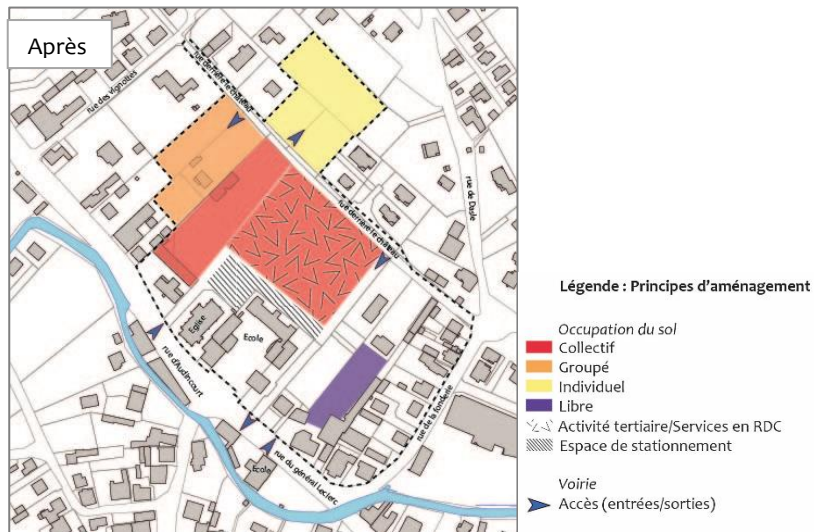 Après
rue derrière le château
rue des vignottes
rue de Dasle
rue derrière le château
Eglise
Ecole
rue d'Audincourt
rue de la fonderie
Ecole
rue du général Leclerc
Légende : Principes d'aménagement
Occupation du sol
Collectif
Groupé
Individuel
Libre
Activité tertiaire/Services en RDC
Espace de stationnement
Voirie
Accès (entrées/sorties)